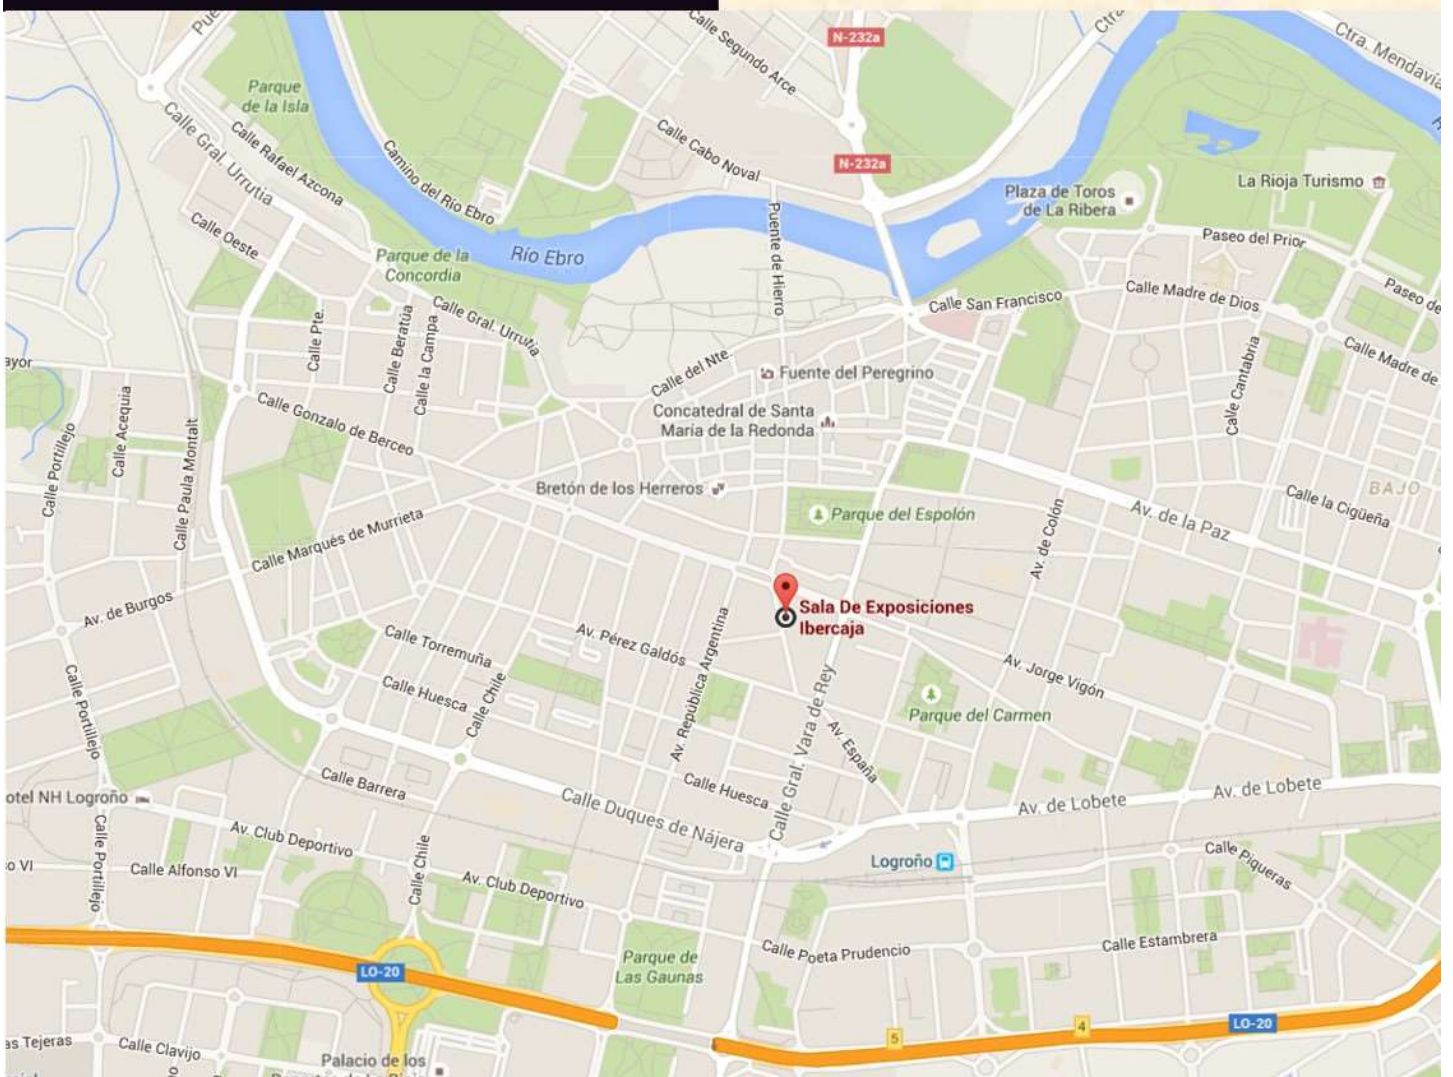 Calle Segundo Arce
N-232a
Ctra. Mendavia
Parque
de la Isla
Calle Gral. Urrutia
Calle Rafael Azcona
Camino del Río Ebro
Calle Cabo Noval
N-232a
La Rioja Turismo
Plaza de Toros
de La Ribera
Calle Oeste
Parque de la
Concordia
Río Ebro
Puente de Hierro
Paseo del Prior
Paseo de
Calle Madre de Dios
Calle San Francisco
Calle Pte.
Calle Beratúa
Calle la Campa
Calle Gral. Urrutia
Calle Madre de
Calle Cantabria
ayor
Calle del Nte.
Fuente del Peregrino
Calle Portillejo
Calle Acequia
Calle Paula Montalt
Calle Gonzalo de Berceo
Concatedral de Santa
María de la Redonda
Bretón de los Herreros
Parque del Espolón
Av. de Colón
Av. de la Paz
Calle la Cigüeña
BAJO
Calle Marqués de Murrieta
Av. de Burgos
Sala De Exposiciones
Ibercaja
Calle Torremuña
Av. Pérez Galdós
Av. República Argentina
Calle Huesca
Calle Chile
Calle Portillejo
Calle Gral. Vara de Rey
Av. Jorge Vigón
Parque del Carmen
Av. España
Calle Barrera
Calle Huesca
Calle Duques de Nájera
Av. de Lobete
Av. de Lobete
otel NH Logroño
Calle Portillejo
Av. Club Deportivo
Calle Chile
Logroño
Calle Piqueras
so VI
Calle Alfonso VI
Av. Club Deportivo
Calle Poeta Prudencio
Calle Estambrera
Parque de
Las Gaunas
LO-20
5
4
LO-20
as Tejeras
Calle Clavijo
Palacio de los